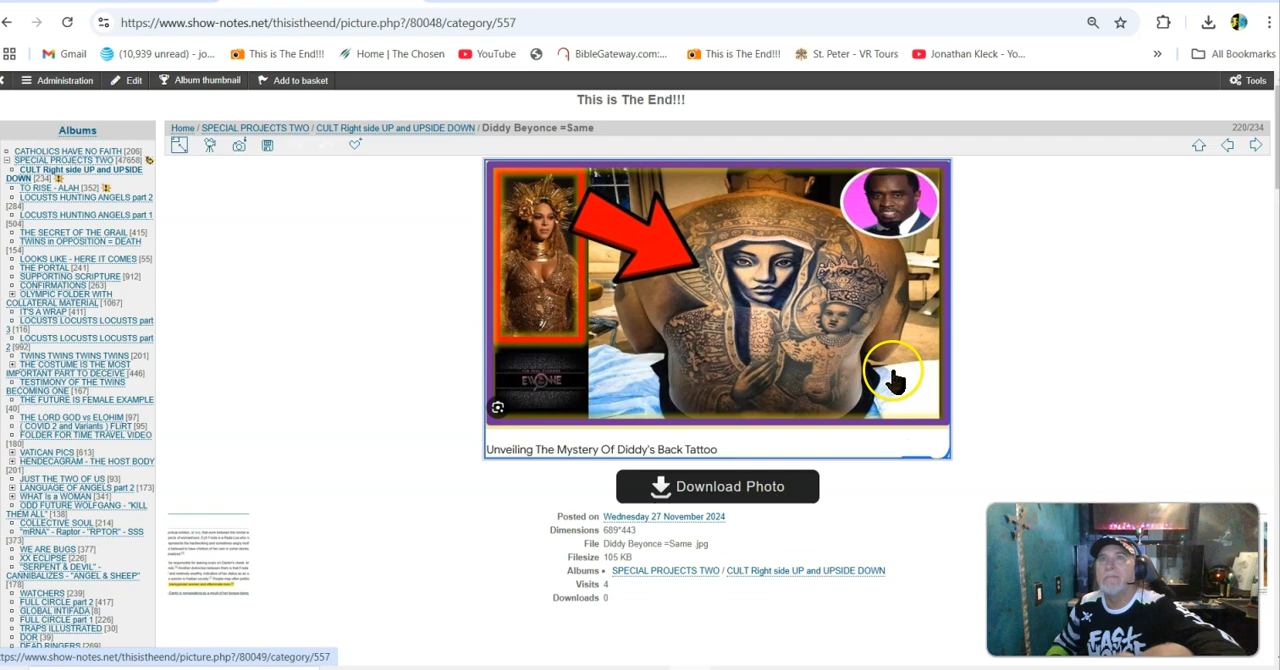 https://www.show-notes.net/thisistheend/picture.php?/80048/category/557
Gmail
(10,939 unread) - jo...
This is The End!!!
Home | The Chosen
YouTube
BibleGateway.com:...
This is The End!!!
St. Peter - VR Tours
Jonathan Kleck - Yo...
»
All Bookmarks
Administration
Edit
Album thumbnail
Add to basket
Tools
This is The End!!!
Albums
Home / SPECIAL PROJECTS TWO / CULT Right side UP and UPSIDE DOWN / Diddy Beyonce =Same
220/234
CATHOLICS HAVE NO FAITH [206]
SPECIAL PROJECTS TWO [47658]
CULT Right side UP and UPSIDE
DOWN [234]
TO RISE - ALAH [352]
LOCUSTS HUNTING ANGELS part 2
[284]
LOCUSTS HUNTING ANGELS part 1
[504]
THE SECRET OF THE GRAIL [415]
TWINS in OPPOSITION = DEATH
[154]
LOOKS LIKE - HERE IT COMES [55]
THE PORTAL [241]
SUPPORTING SCRIPTURE [912]
CONFIRMATIONS [263]
OLYMPIC FOLDER WITH
COLLATERAL MATERIAL [1067]
IT'S A WRAP [411]
LOCUSTS LOCUSTS LOCUSTS part
3 [116]
LOCUSTS LOCUSTS LOCUSTS part
2 [992]
TWINS TWINS TWINS TWINS [201]
THE COSTUME IS THE MOST
IMPORTANT PART TO DECEIVE [446]
TESTIMONY OF THE TWINS
BECOMING ONE [167]
THE FUTURE IS FEMALE EXAMPLE
[40]
THE LORD GOD vs ELOHIM [97]
( COVID 2 and Variants ) FLiRT [95]
FOLDER FOR TIME TRAVEL VIDEO
[180]
VATICAN PICS [613]
HENDECAGRAM - THE HOST BODY
[201]
JUST THE TWO OF US [93]
LANGUAGE OF ANGELS part 2 [173]
WHAT is a WOMAN [341]
ODD FUTURE WOLFGANG - "KILL
THEM ALL" [138]
COLLECTIVE SOUL [214]
"mRNA" - Raptor - "RPTOR" - SSS
[373]
WE ARE BUGS [377]
XX ECLIPSE [226]
"SERPENT & DEVIL" -
CANNIBALIZES - "ANGEL & SHEEP"
[178]
WATCHERS [239]
FULL CIRCLE part 2 [417]
GLOBAL INTIFADA [8]
FULL CIRCLE part 1 [226]
TRAPS ILLUSTRATED [30]
DOR [39]
DEAD RINGERS [269]
Unveiling The Mystery Of Diddy's Back Tattoo
Download Photo
Posted on Wednesday 27 November 2024
Dimensions 689*443
File Diddy Beyonce =Same .jpg
Filesize 105 KB
Albums SPECIAL PROJECTS TWO / CULT Right side UP and UPSIDE DOWN
Visits 4
Downloads 0
ttps://www.show-notes.net/thisistheend/picture.php?/80049/category/557